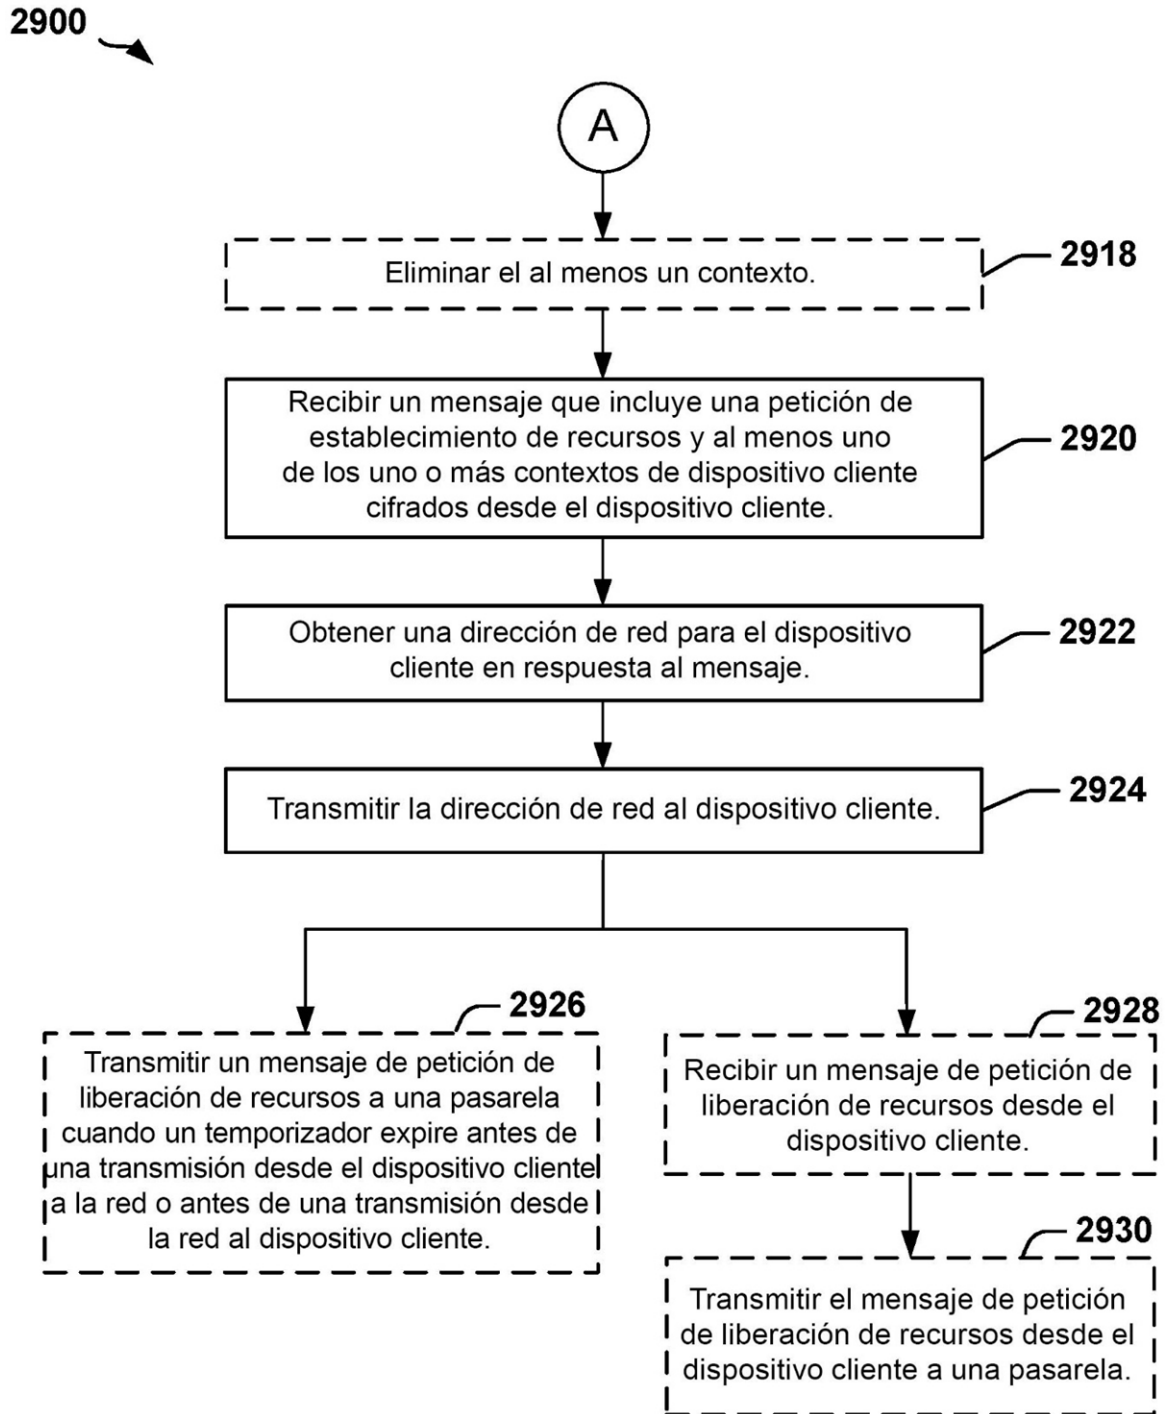 2900
A
Eliminar el al menos un contexto.
2918
Recibir un mensaje que incluye una petición de
establecimiento de recursos y al menos uno
de los uno o más contextos de dispositivo cliente
cifrados desde el dispositivo cliente.
2920
Obtener una dirección de red para el dispositivo
cliente en respuesta al mensaje.
2922
Transmitir la dirección de red al dispositivo cliente.
2924
2926
Transmitir un mensaje de petición de
liberación de recursos a una pasarela
cuando un temporizador expire antes de
una transmisión desde el dispositivo cliente
a la red o antes de una transmisión desde
la red al dispositivo cliente.
2928
Recibir un mensaje de petición de
liberación de recursos desde el
dispositivo cliente.
2930
Transmitir el mensaje de petición
de liberación de recursos desde el
dispositivo cliente a una pasarela.